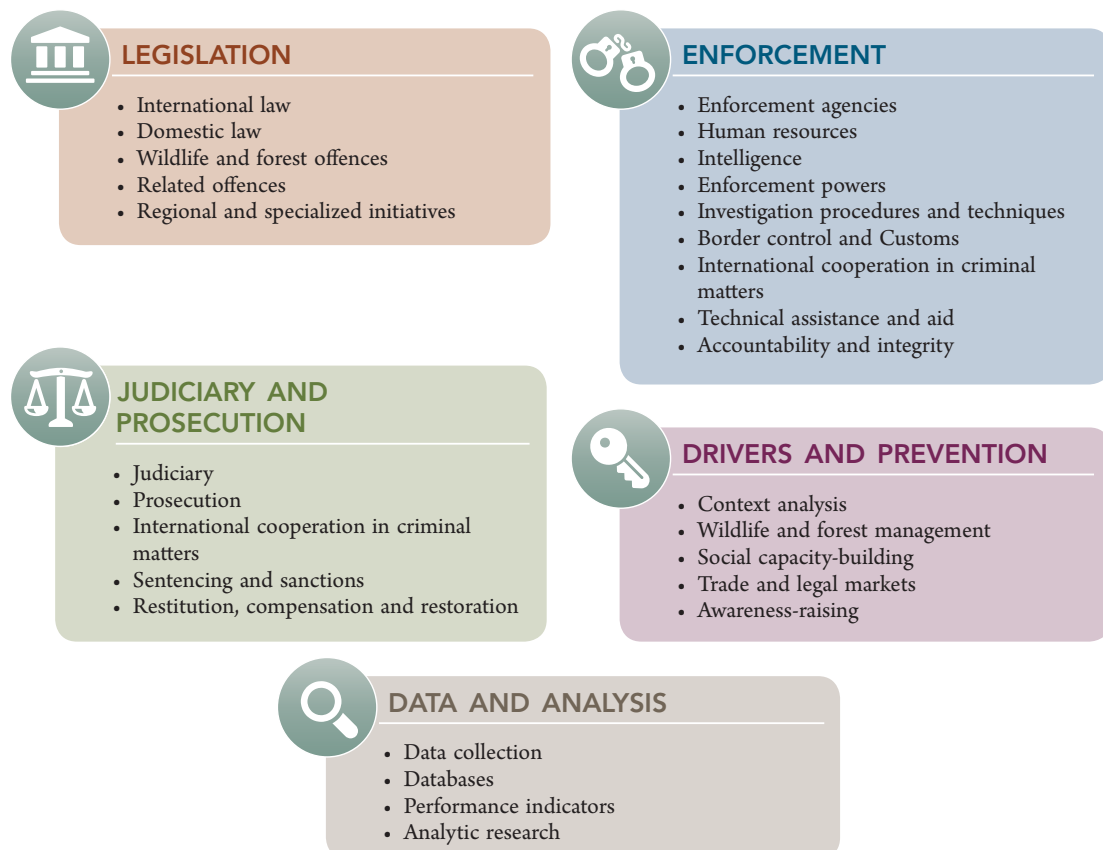 LEGISLATION
• International law
• Domestic law
• Wildlife and forest offences
• Related offences
• Regional and specialized initiatives
ENFORCEMENT
• Enforcement agencies
• Human resources
• Intelligence
• Enforcement powers
• Investigation procedures and techniques
• Border control and Customs
• International cooperation in criminal
matters
• Technical assistance and aid
• Accountability and integrity
JUDICIARY AND
PROSECUTION
• Judiciary
• Prosecution
• International cooperation in criminal
matters
• Sentencing and sanctions
• Restitution, compensation and restoration
DRIVERS AND PREVENTION
• Context analysis
• Wildlife and forest management
• Social capacity-building
• Trade and legal markets
• Awareness-raising
DATA AND ANALYSIS
• Data collection
• Databases
• Performance indicators
• Analytic research